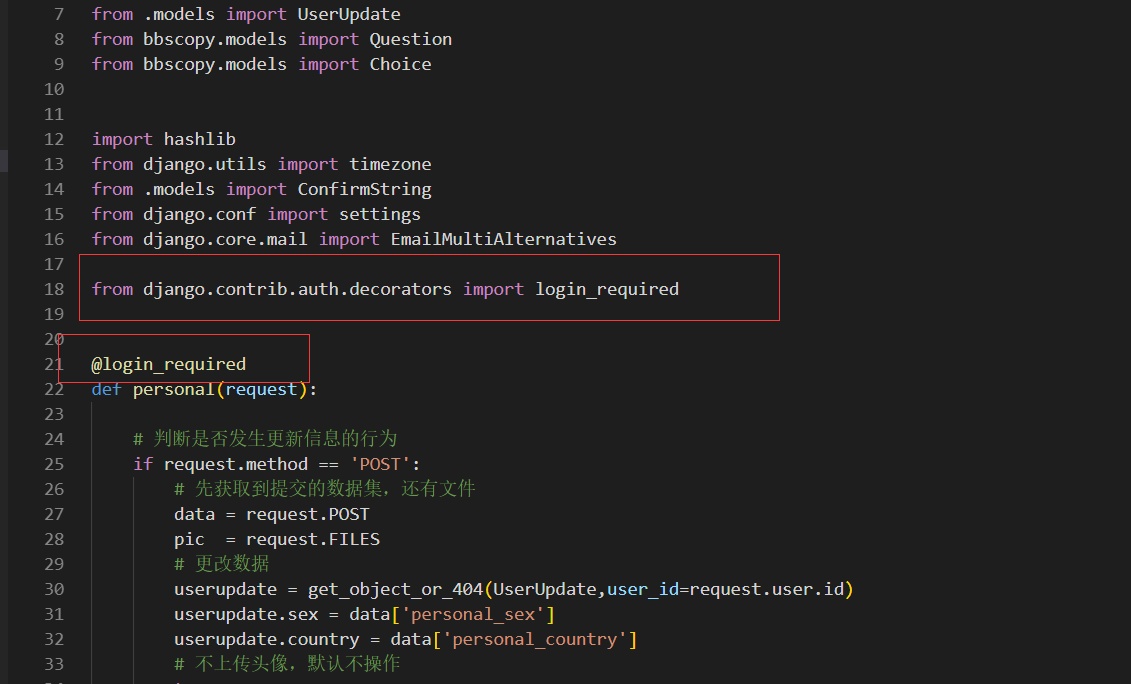 7 from .models import UserUpdate
8 from bbscopy.models import Question
9 from bbscopy.models import Choice
10
11
12 import hashlib
13 from django.utils import timezone
14 from .models import ConfirmString
15 from django.conf import settings
16 from django.core.mail import EmailMultiAlternatives
17
18 from django.contrib.auth.decorators import login_required
19
20
21 @login_required
22 def personal(request):
23
24 # 判断是否发生更新信息的行为
25 if request.method == 'POST':
26 # 先获取到提交的数据集，还有文件
27 data = request.POST
28 pic  = request.FILES
29 # 更改数据
30 userupdate = get_object_or_404(UserUpdate,user_id=request.user.id)
31 userupdate.sex = data['personal_sex']
32 userupdate.country = data['personal_country']
33 # 不上传头像，默认不操作